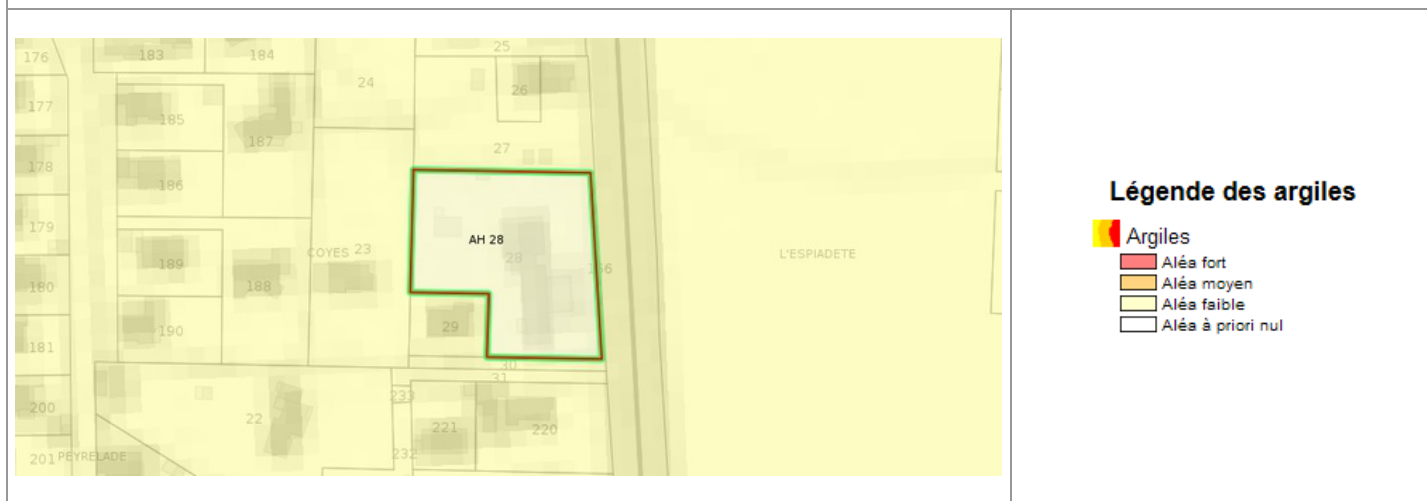 25
176
183
184
24
26
177
185
187
27
178
186
AH 28
179
COYES 23
L'ESPIADETE
28
189
166
180
188
190
29
181
30
31
233
200
22
221
220
232
201 PEYRELADE
Légende des argiles
Argiles
Aléa fort
Aléa moyen
Aléa faible
Aléa à priori nul